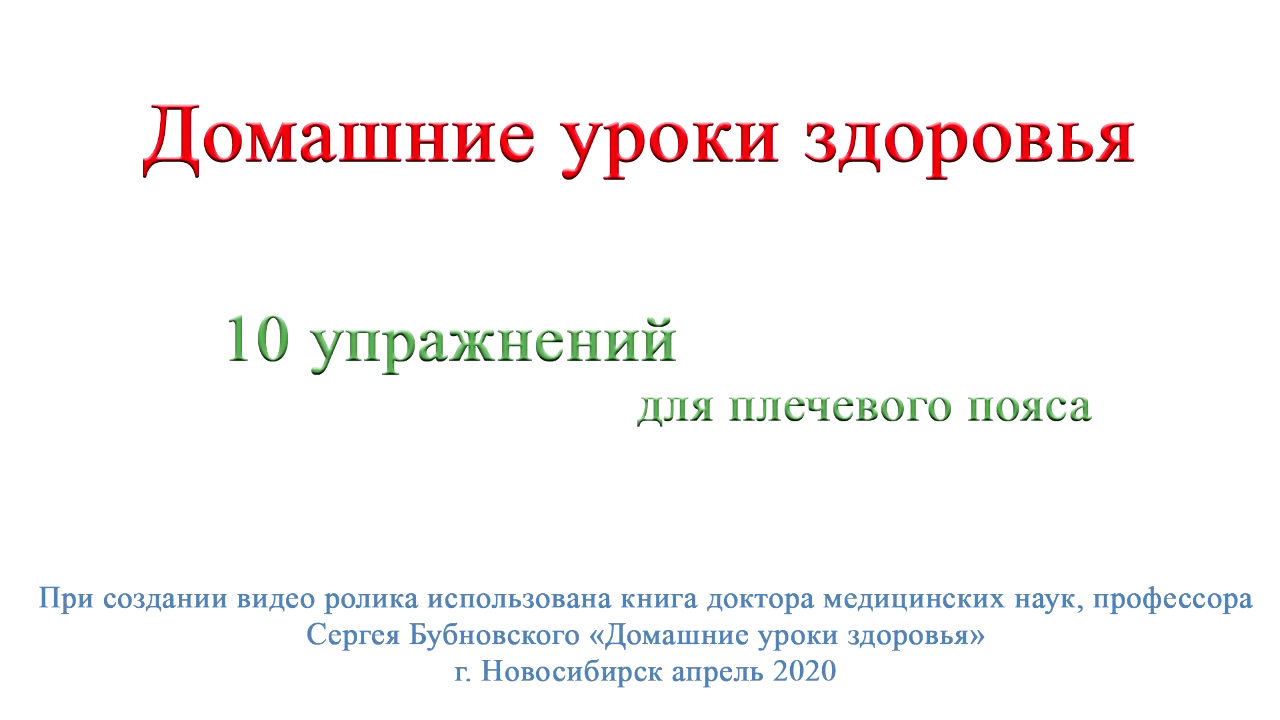 Домашние уроки здоровья
10 упражнений
для плечевого пояса
При создании видео ролика использована книга доктора медицинских наук, профессора
Сергея Бубновского «Домашние уроки здоровья»
г. Новосибирск апрель 2020